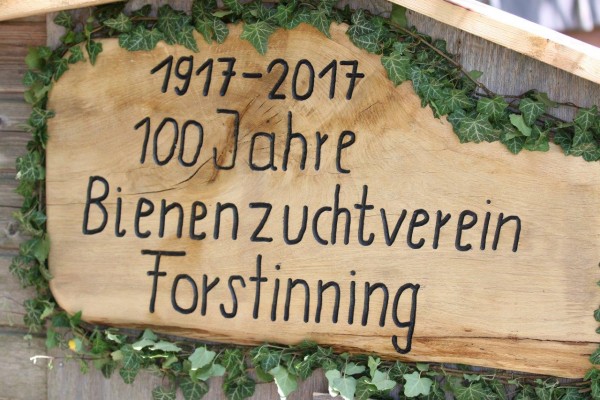 1917-2017
100 Jahre
Bienenzuchtverein
Forstinning